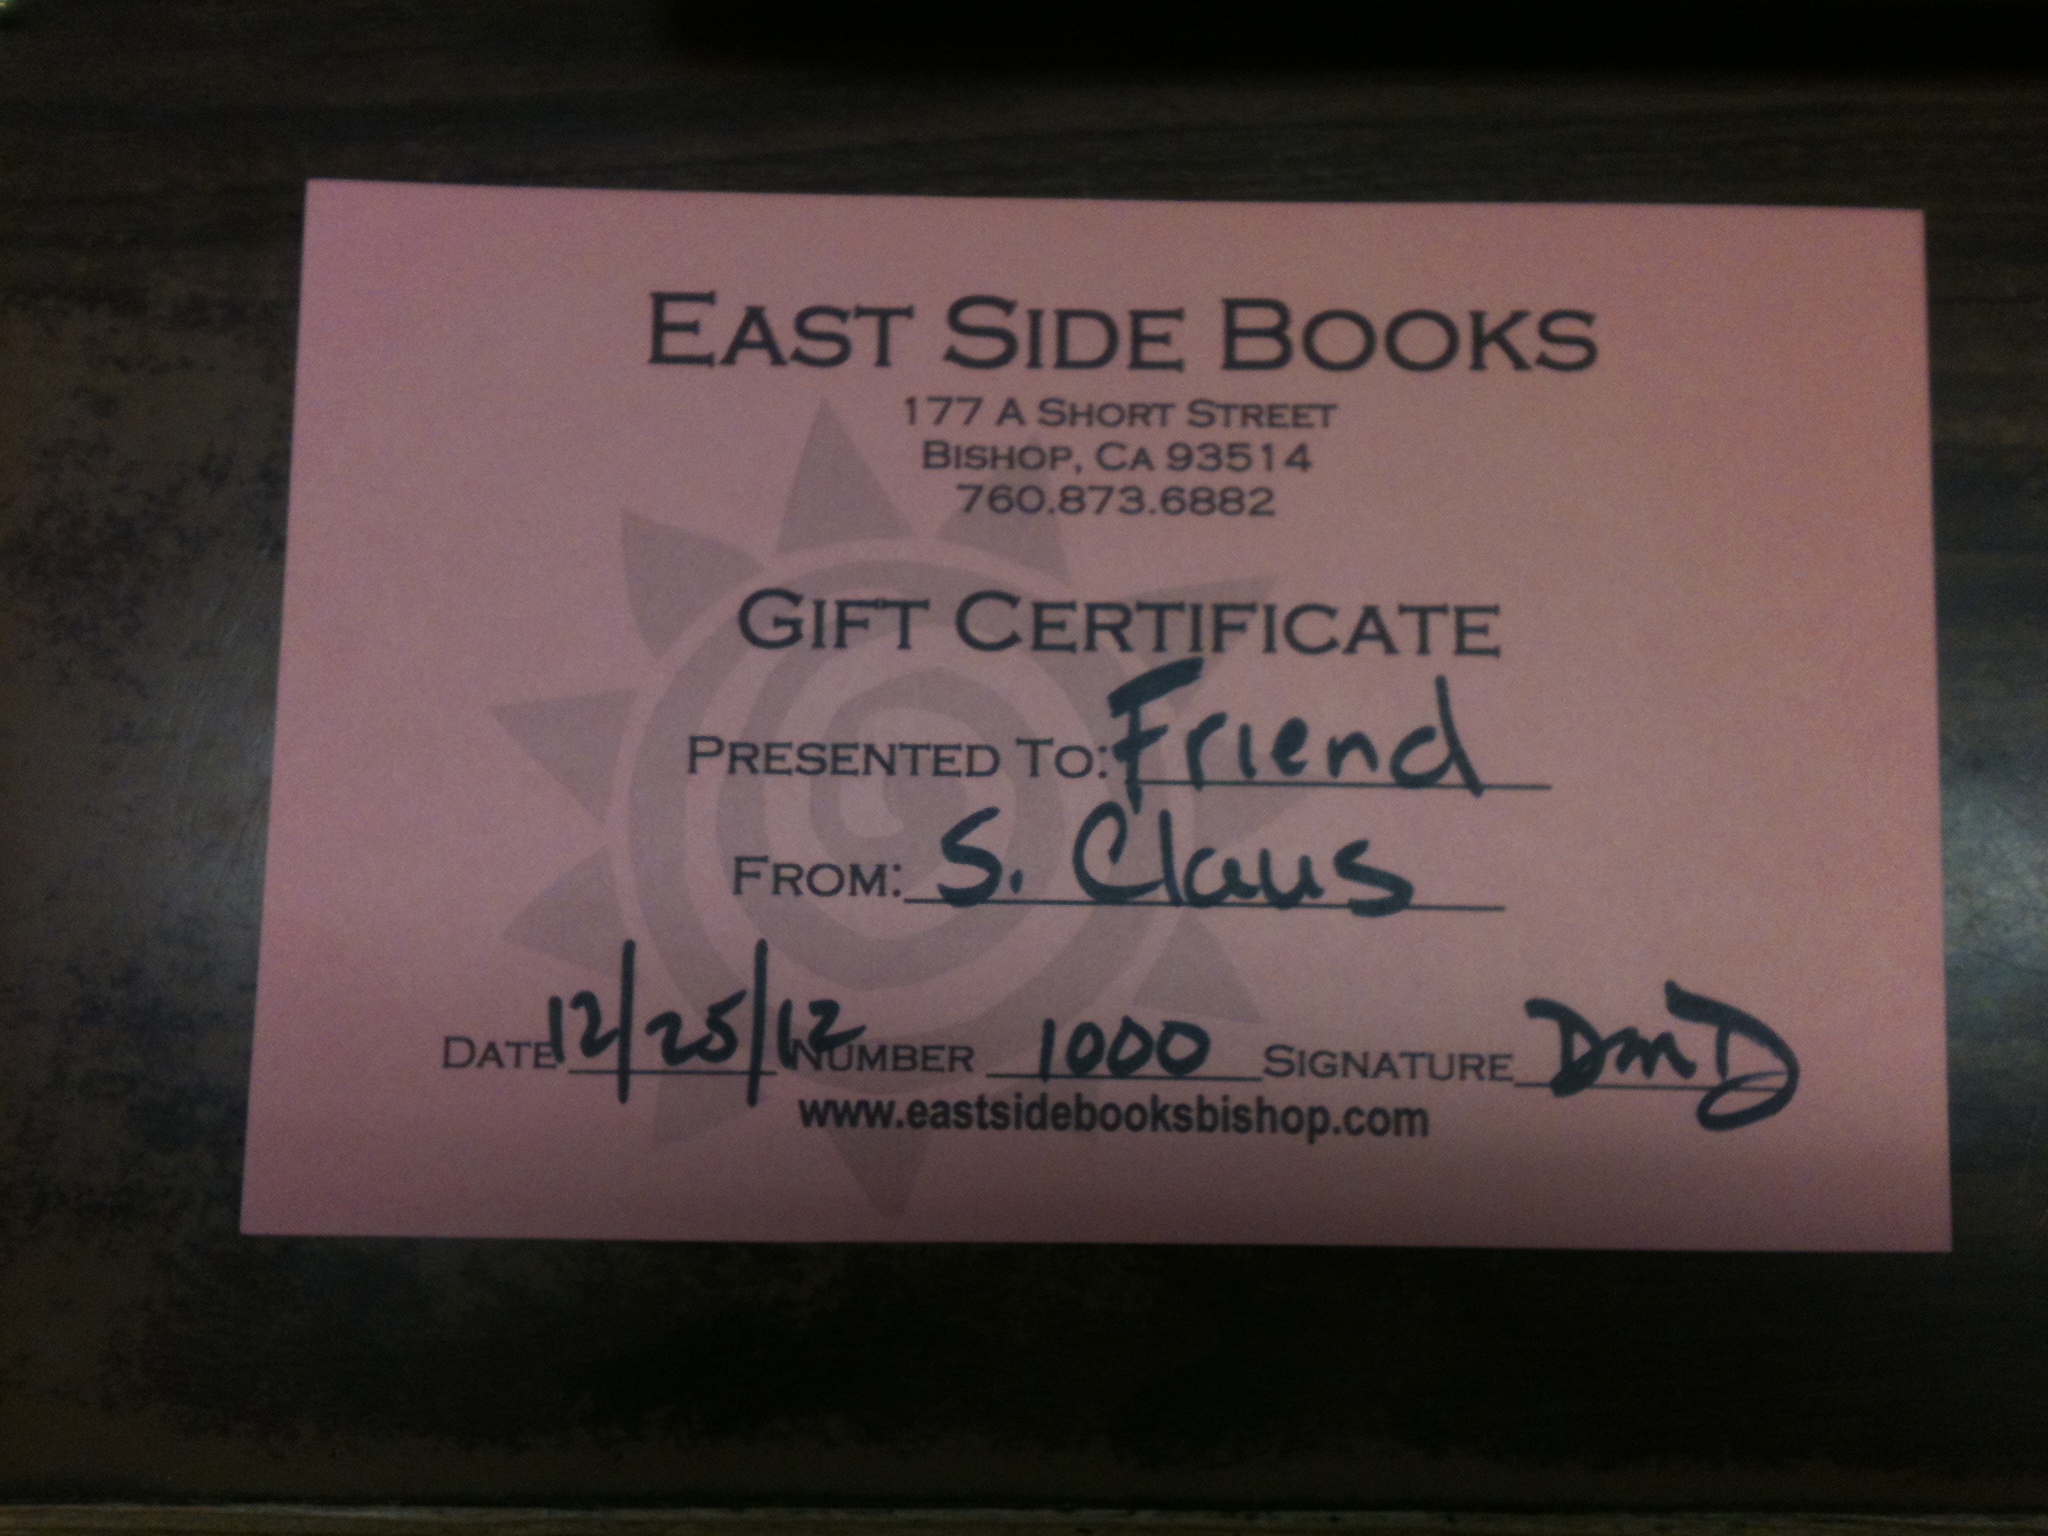 EAST SIDE BOOKS
177 A SHORT STREET
BISHOP, CA 93514
760.873.6882
GIFT CERTIFICATE
PRESENTED TO: Friend
FROM: S. Claus
DATE 12/25/12 NUMBER 1000 SIGNATURE DMD
www.eastsidebooksbishop.com